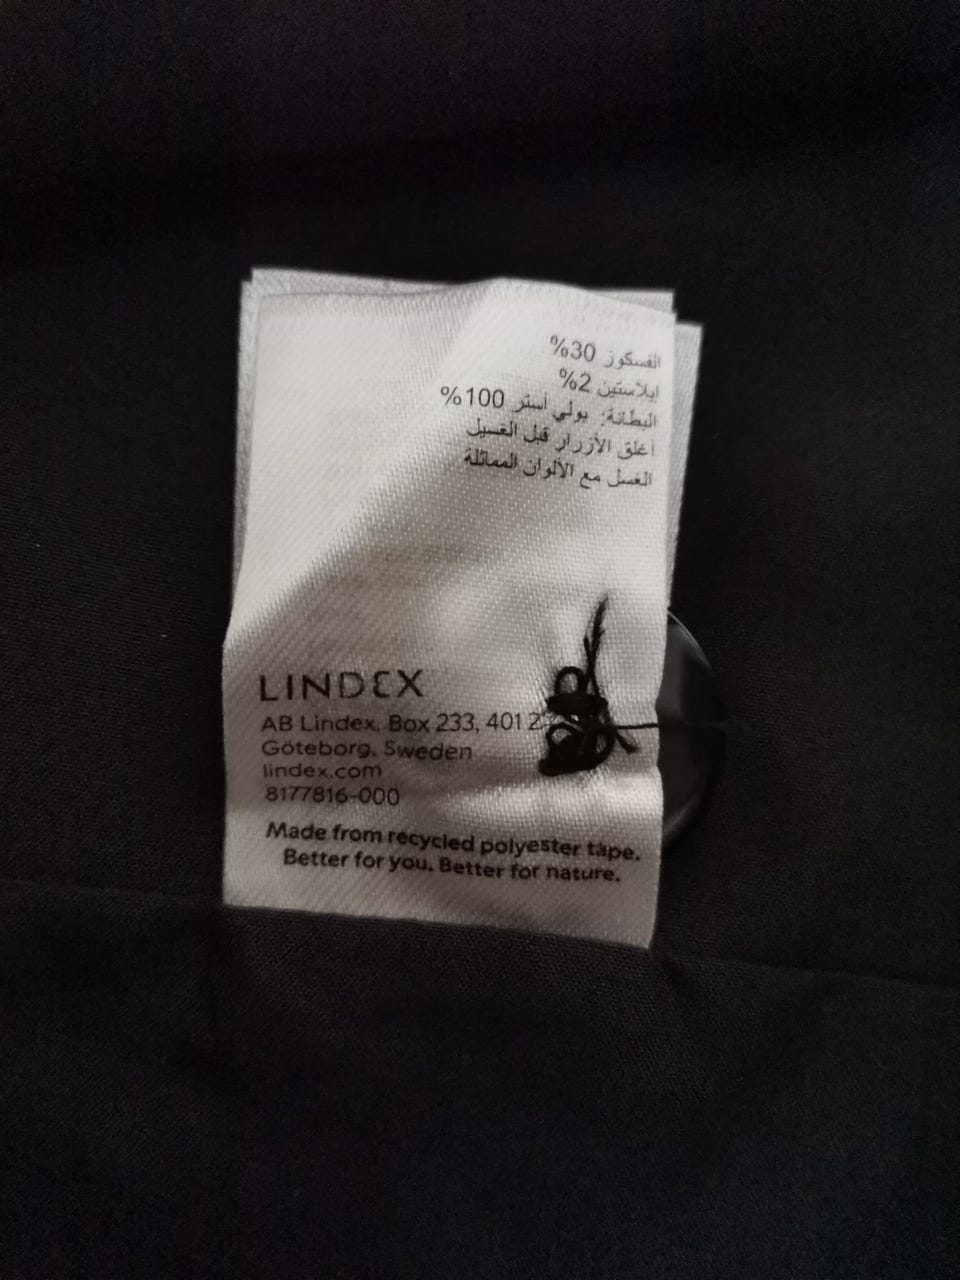 الفسكوز 30%
إيلاستين 2%
البطانة: بولي أستر 100%
أغلق الأزرار قبل الغسيل
الغسل مع الألوان المماثلة
LINDEX
AB Lindex, Box 233, 401 2
Göteborg, Sweden
lindex.com
8177816-000
Made from recycled polyester tape.
Better for you. Better for nature.